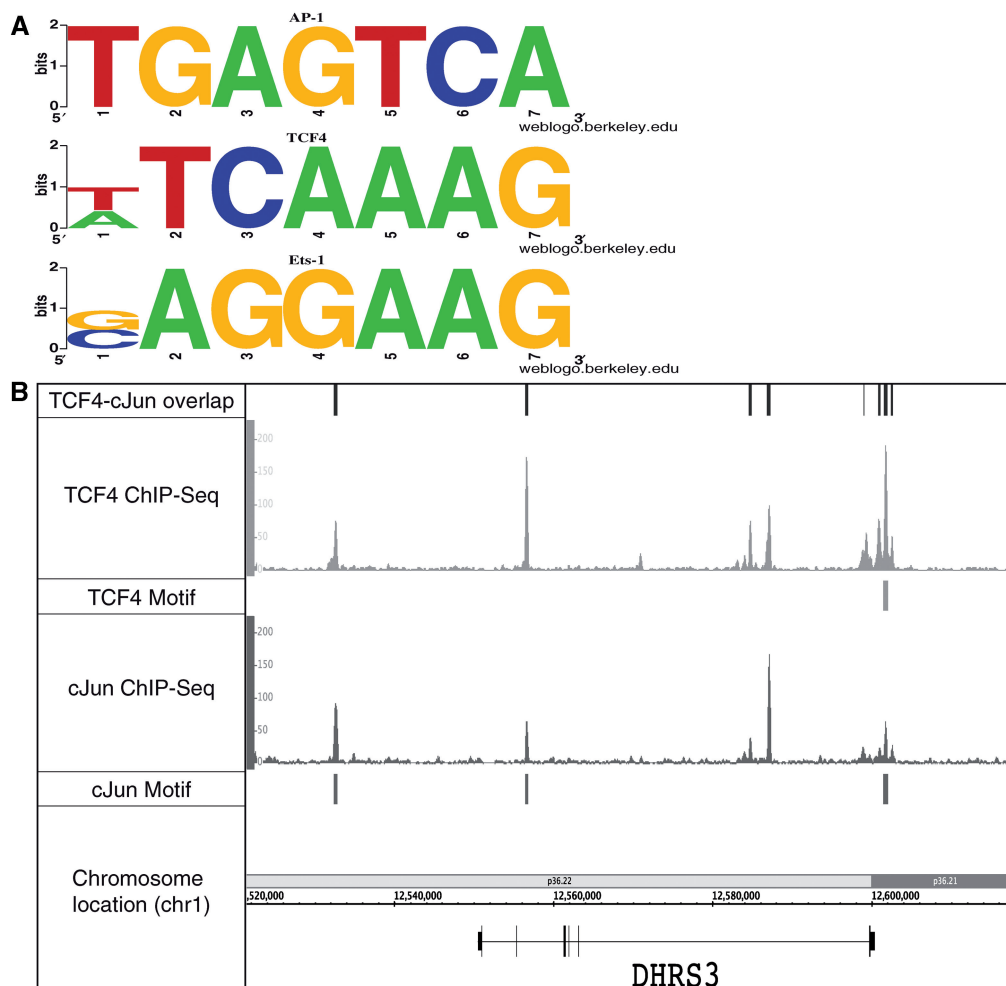 A
AP-1
bits
2
1
0
TGAGTCA
5′ 1 2 3 4 5 6 7 3′
weblogo.berkeley.edu
TCF4
bits
2
1
0
T
A
TCAAAG
5′ 1 2 3 4 5 6 7 3′
weblogo.berkeley.edu
Ets-1
bits
2
1
0
G
C
AGGAAG
5′ 1 2 3 4 5 6 7 3′
weblogo.berkeley.edu
B
TCF4-cJun overlap
TCF4 ChIP-Seq
200
150
100
50
0
TCF4 Motif
cJun ChIP-Seq
200
150
100
50
0
cJun Motif
Chromosome
location (chr1)
p36.22 p36.21
,520,000 12,540,000 12,560,000 12,580,000 12,600,000
DHRS3